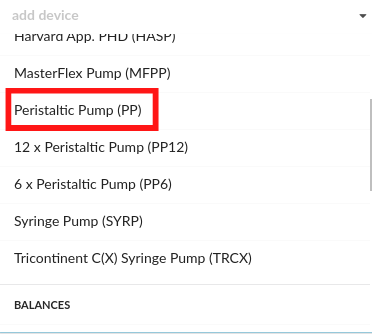 add device
Harvard App. PHD (HASP)
MasterFlex Pump (MFPP)
Peristaltic Pump (PP)
12 x Peristaltic Pump (PP12)
6 x Peristaltic Pump (PP6)
Syringe Pump (SYRP)
Tricontinent C(X) Syringe Pump (TRCX)
BALANCES